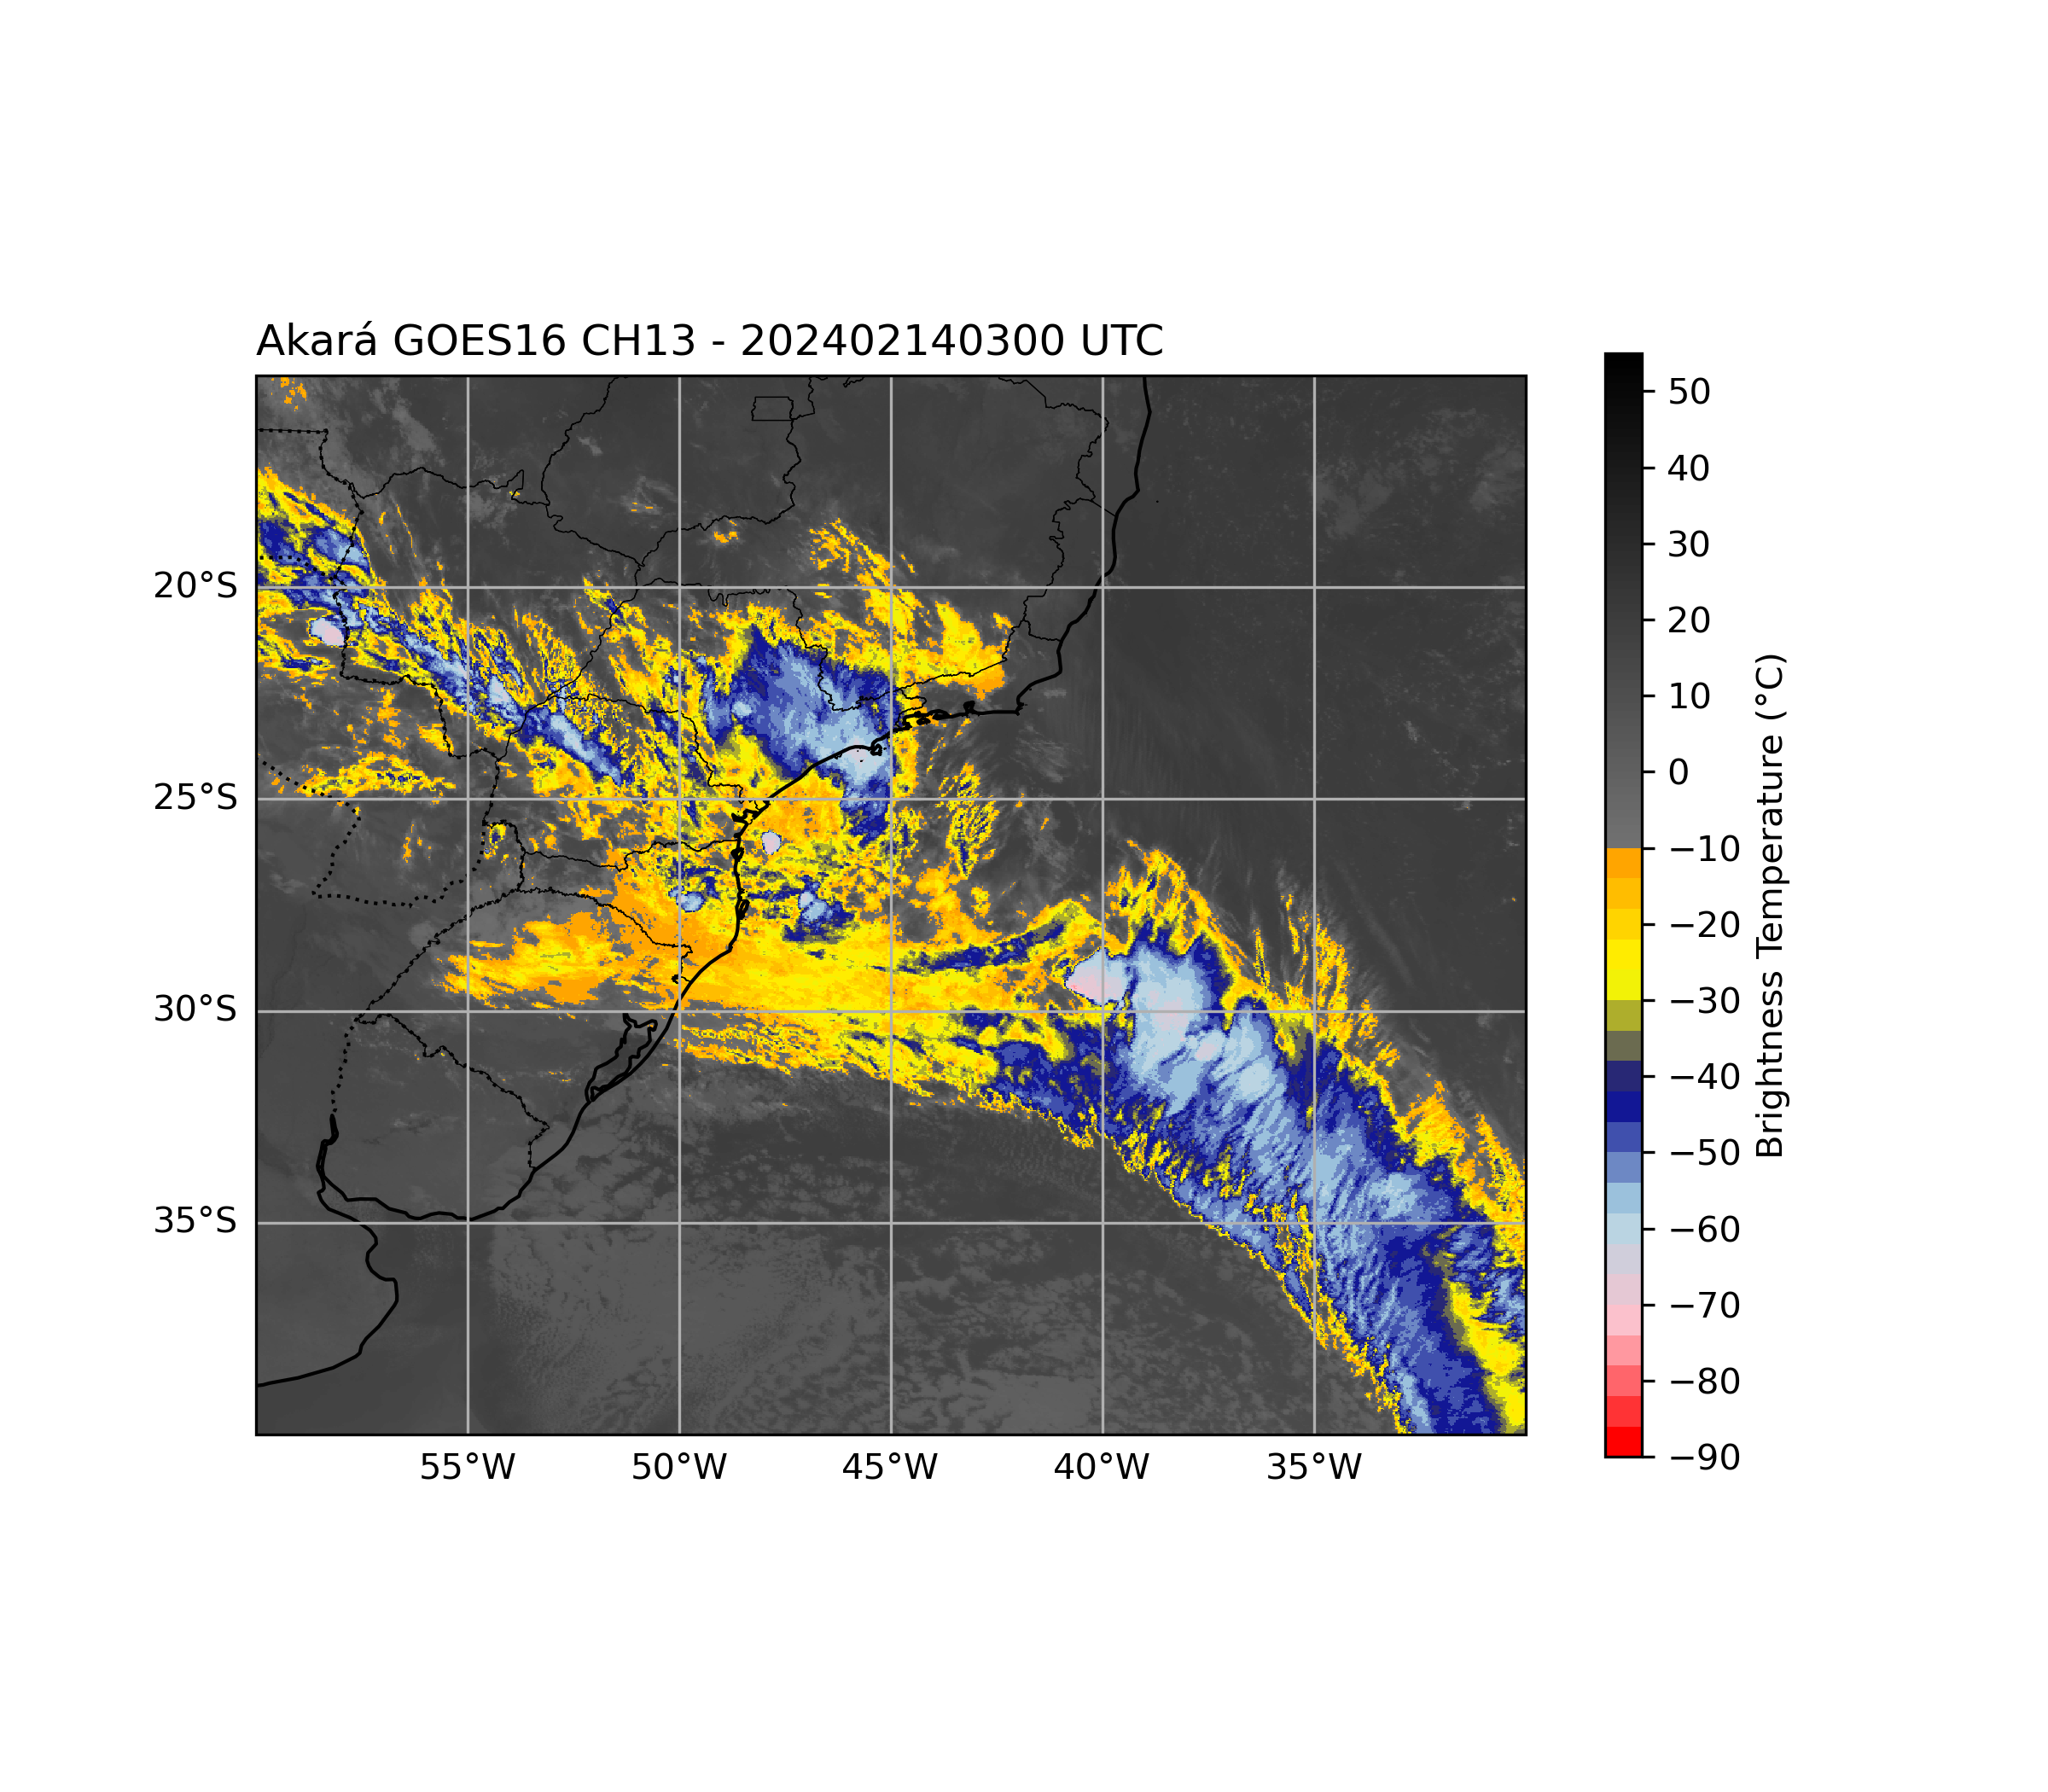 Akará GOES16 CH13 - 202402140300 UTC
20°S
25°S
30°S
35°S
55°W
50°W
45°W
40°W
35°W
50
40
30
20
10
0
−10
−20
−30
−40
−50
−60
−70
−80
−90
Brightness Temperature (°C)